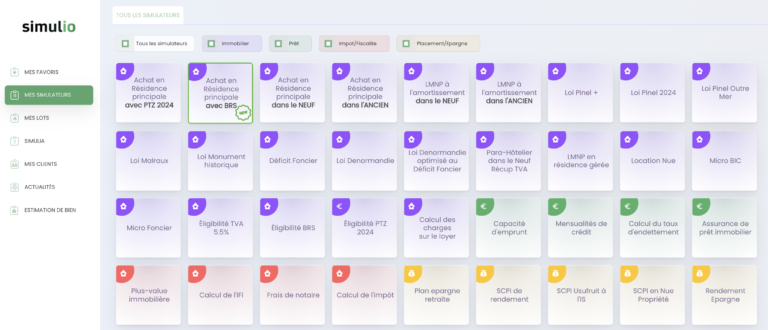 simulio
TOUS LES SIMULATEURS
Tous les simulateurs
Immobilier
Prêt
Impot/Fiscalite
Placement/Epargne
MES FAVORIS
MES SIMULATEURS
MES LOTS
SIMULIA
MES CLIENTS
ACTUALITÉS
ESTIMATION DE BIEN
Achat en
Résidence
principale
avec PTZ 2024
Achat en
Résidence
principale
avec BRS
NEW
Achat en
Résidence
principale
dans le NEUF
Achat en
Résidence
principale
dans l'ANCIEN
LMNP à
l'amortissement
dans le NEUF
LMNP à
l'amortissement
dans l'ANCIEN
Loi Pinel +
Loi Pinel 2024
Loi Pinel Outre
Mer
Loi Malraux
Loi Monument
historique
Déficit Foncier
Loi Denormandie
Loi Denormandie
optimisé au
Déficit Foncier
Para-Hôtelier
dans le Neuf
Récup TVA
LMNP en
résidence gérée
Location Nue
Micro BIC
Micro Foncier
Éligibilité TVA
5.5%
Éligibilité BRS
Éligibilité PTZ
2024
Calcul des
charges
sur le loyer
Capacité
d'emprunt
Mensualités de
crédit
Calcul du taux
d'endettement
Assurance de
prêt immobilier
Plus-value
immobilière
Calcul de l'IFI
Frais de notaire
Calcul de l'impôt
Plan epargne
retraite
SCPI de
rendement
SCPI Usufruit à
l'IS
SCPI en Nue
Propriété
Rendement
Epargne